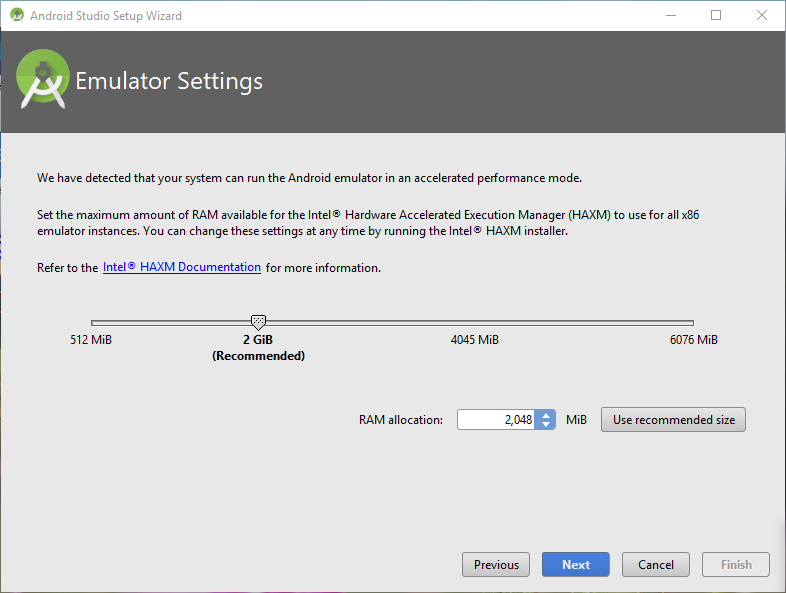 Android Studio Setup Wizard
Emulator Settings
We have detected that your system can run the Android emulator in an accelerated performance mode.
Set the maximum amount of RAM available for the Intel® Hardware Accelerated Execution Manager (HAXM) to use for all x86
emulator instances. You can change these settings at any time by running the Intel® HAXM installer.
Refer to the Intel® HAXM Documentation for more information.
512 MiB 2 GiB 4045 MiB 6076 MiB
(Recommended)
RAM allocation: 2,048 MiB Use recommended size
Previous Next Cancel Finish